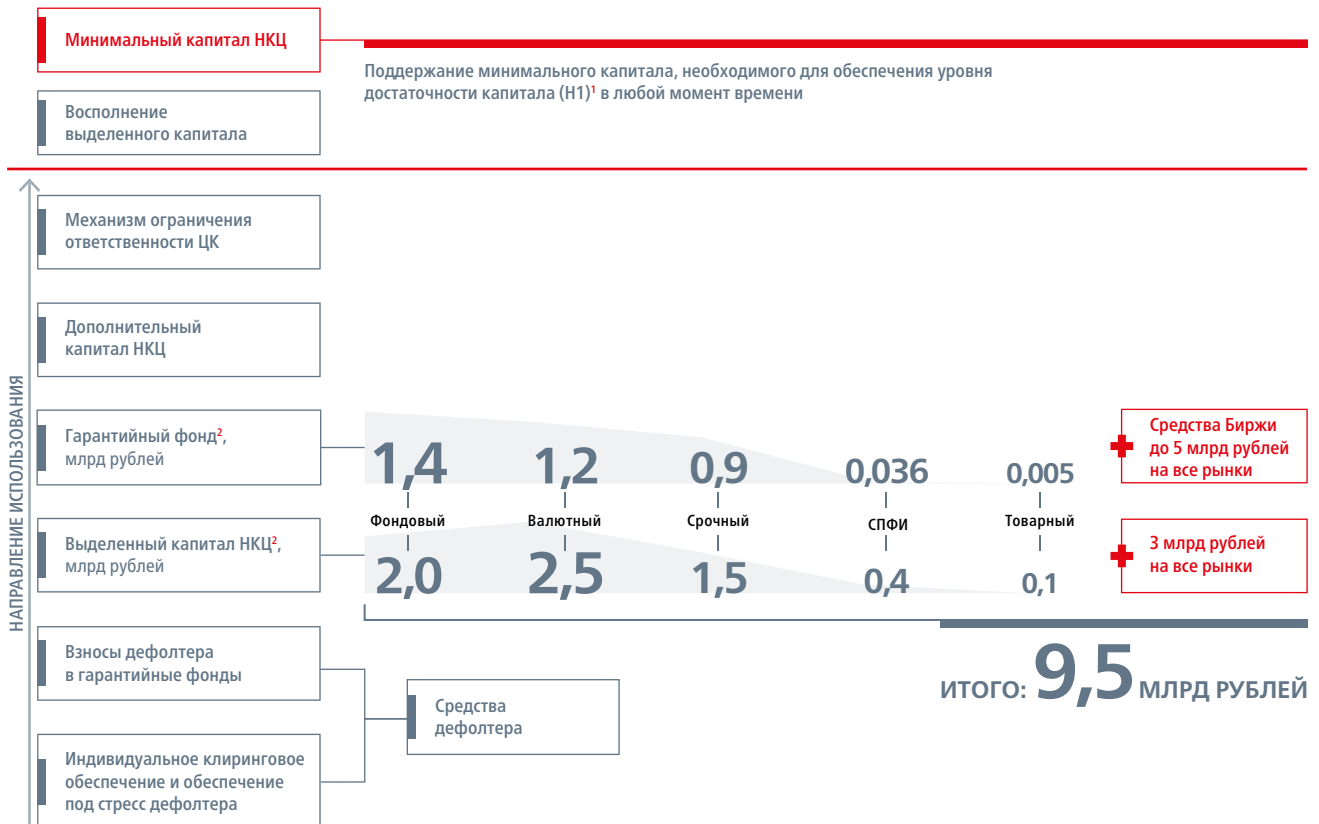 Минимальный капитал НКЦ
Поддержание минимального капитала, необходимого для обеспечения уровня
достаточности капитала (Н1)¹ в любой момент времени
Восполнение
выделенного капитала
НАПРАВЛЕНИЕ ИСПОЛЬЗОВАНИЯ
Механизм ограничения
ответственности ЦК
Дополнительный
капитал НКЦ
Гарантийный фонд²,
млрд рублей
1,4 1,2 0,9 0,036 0,005
Средства Биржи
до 5 млрд рублей
на все рынки
Фондовый Валютный Срочный СПФИ Товарный
Выделенный капитал НКЦ²,
млрд рублей
2,0 2,5 1,5 0,4 0,1
3 млрд рублей
на все рынки
ИТОГО: 9,5 МЛРД РУБЛЕЙ
Взносы дефолтера
в гарантийные фонды
Средства
дефолтера
Индивидуальное клиринговое
обеспечение и обеспечение
под стресс дефолтера